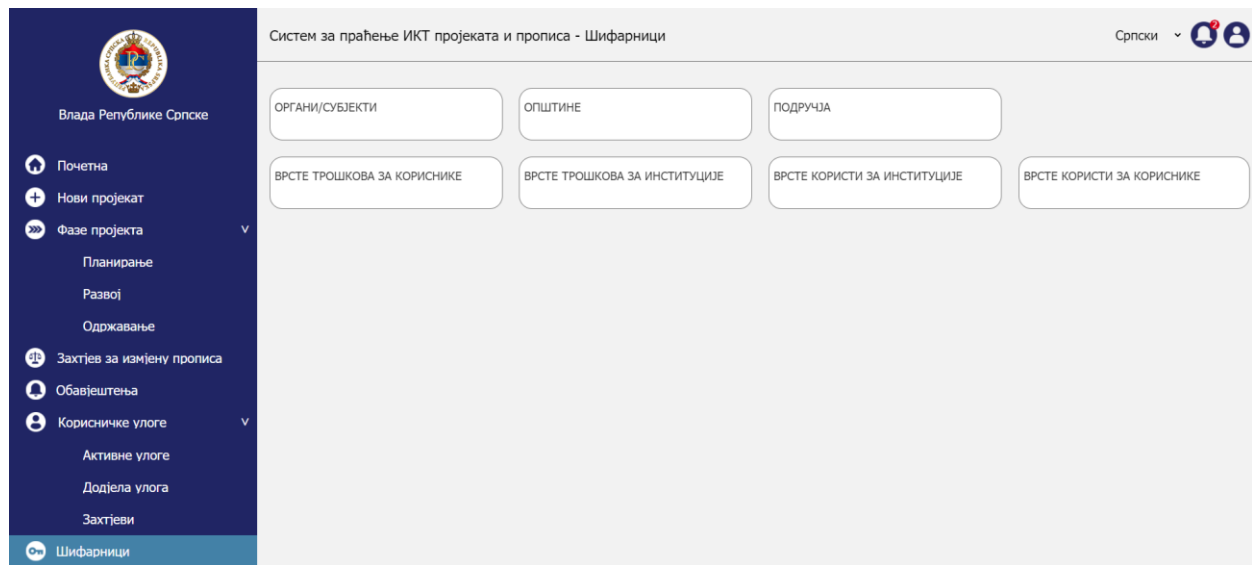 Влада Републике Српске
Почетна
Нови пројекат
Фазе пројекта
Планирање
Развој
Одржавање
Захтјев за измјену прописа
Обавјештења
Корисничке улоге
Активне улоге
Додјела улога
Захтјеви
Шифарници
Систем за праћење ИКТ пројеката и прописа - Шифарници
Српски
2
ОРГАНИ/СУБЈЕКТИ
ОПШТИНЕ
ПОДРУЧЈА
ВРСТЕ ТРОШКОВА ЗА КОРИСНИКЕ
ВРСТЕ ТРОШКОВА ЗА ИНСТИТУЦИЈЕ
ВРСТЕ КОРИСТИ ЗА ИНСТИТУЦИЈЕ
ВРСТЕ КОРИСТИ ЗА КОРИСНИКЕ